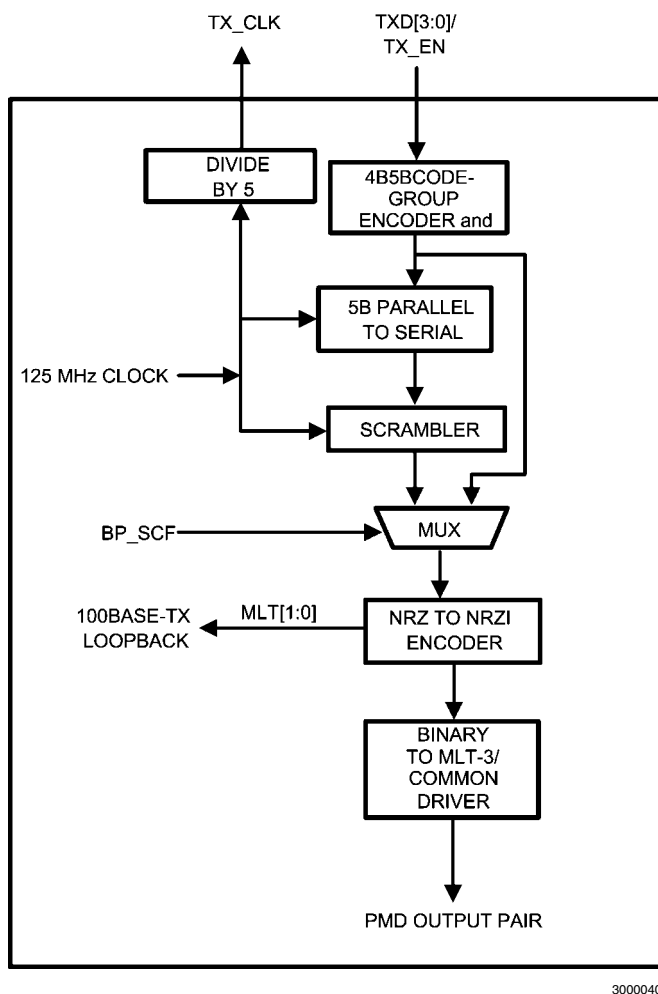 TX_CLK
TXD[3:0]/
TX_EN
DIVIDE
BY 5
4B5BCODE-
GROUP
ENCODER and
5B PARALLEL
TO SERIAL
125 MHz CLOCK
SCRAMBLER
BP_SCF
MUX
100BASE-TX
LOOPBACK
MLT[1:0]
NRZ TO NRZI
ENCODER
BINARY
TO MLT-3/
COMMON
DRIVER
PMD OUTPUT PAIR
3000040